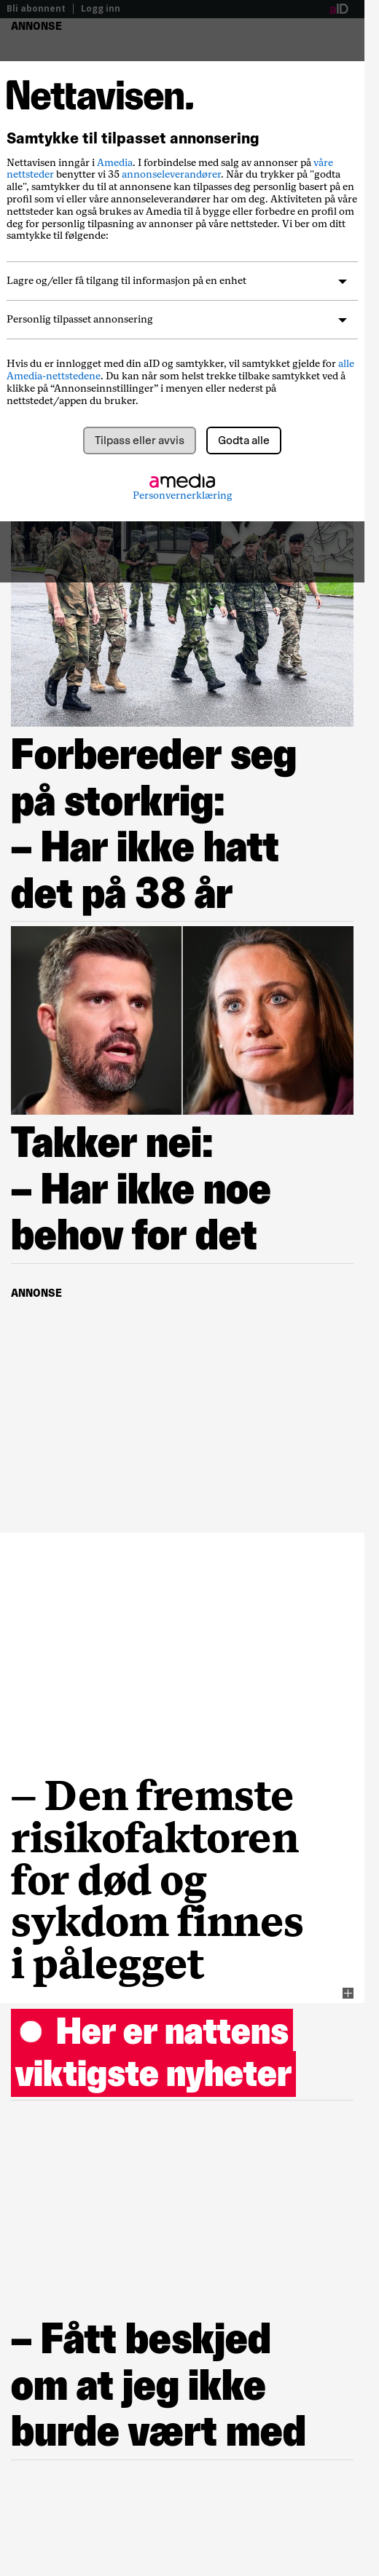 Bli abonnent | Logg inn
aID
ANNONSE
Nettavisen.
Samtykke til tilpasset annonsering
Nettavisen inngår i Amedia. I forbindelse med salg av annonser på våre
nettsteder benytter vi 35 annonseleverandører. Når du trykker på "godta
alle", samtykker du til at annonsene kan tilpasses deg personlig basert på en
profil som vi eller våre annonseleverandører har om deg. Aktiviteten på våre
nettsteder kan også brukes av Amedia til å bygge eller forbedre en profil om
deg for personlig tilpasning av annonser på våre nettsteder. Vi ber om ditt
samtykke til følgende:
Lagre og/eller få tilgang til informasjon på en enhet
Personlig tilpasset annonsering
Hvis du er innlogget med din aID og samtykker, vil samtykket gjelde for alle
Amedia-nettstedene. Du kan når som helst trekke tilbake samtykket ved å
klikke på “Annonseinnstillinger” i menyen eller nederst på
nettstedet/appen du bruker.
Tilpass eller avvis
Godta alle
amedia
Personvernerklæring
Forbereder seg
på storkrig:
– Har ikke hatt
det på 38 år
Takker nei:
– Har ikke noe
behov for det
ANNONSE
– Den fremste
risikofaktoren
for død og
sykdom finnes
i pålegget
Her er nattens
viktigste nyheter
– Fått beskjed
om at jeg ikke
burde vært med